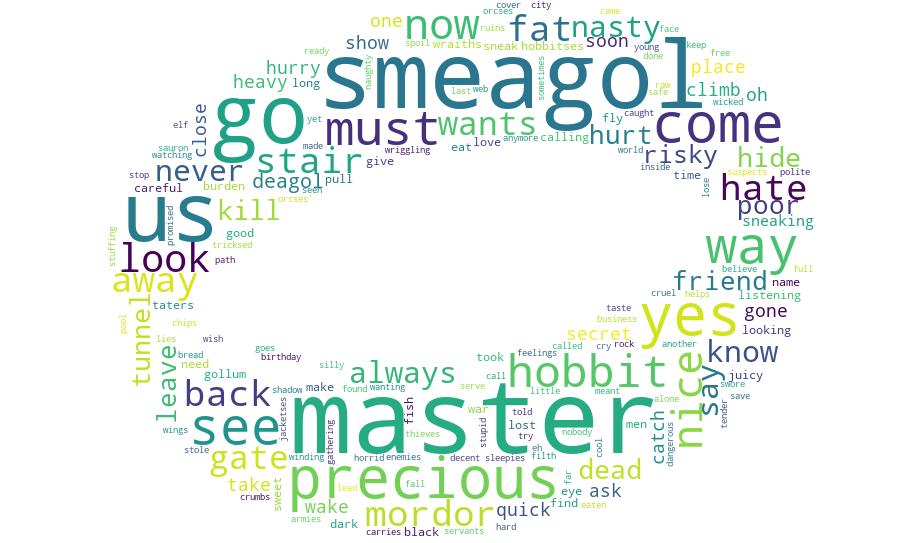 cover city
orcses came
one now fat nasty
ruins face
show spoil wraiths sneak hobbitses soon young keep
ready done free
hurry smeagol place
heavy long naughty last web sometimes raw safe climb oh
wicked
go yet must wants calling fly caught come
close elf made hurt
sauron wriggling eat love anymore world risky hide
watching stair give inside suspects polite
stop never deagol pull time hate
careful burden seen lose poor
us promised kill orcses sneaking
stuffing good
look tricksed way
path
away friend believe full
cruel helps name
tunnel taters taste listening
pool chips business secret yes gone
lies wish called cry rock looking
bread goes birthday silly feelings another know
leave need gollum always took hobbit nice say juicy
back shadow make found wanting call serve little meant alone swore save
wings jacketses fish tender
see master war told nobody men catch dangerous
thieves stupid lost try cool
stole winding horrid enemies decent sleepies eh filth
gate gathering
take sweet precious fall far dead
crumbs lead eye ask
wake mordor find eaten
armies quick
dark carries black servants hard